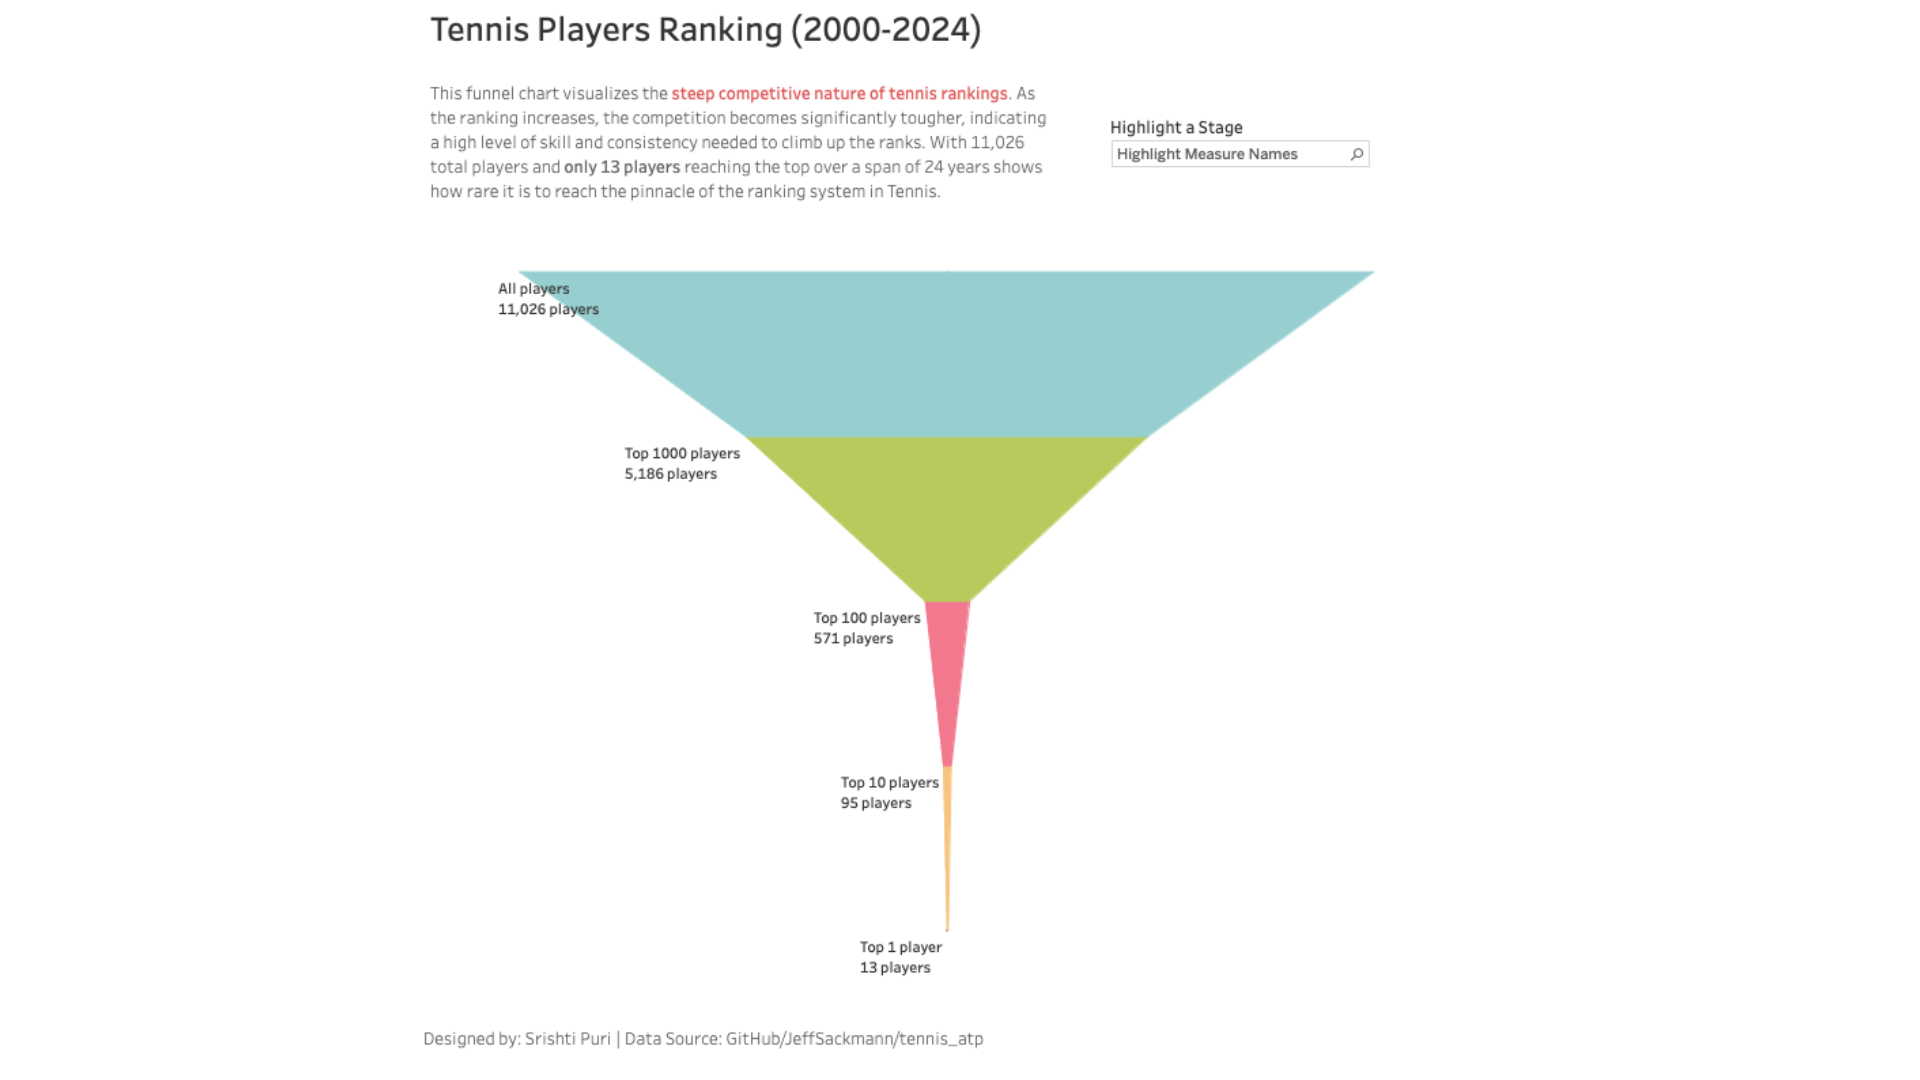 Tennis Players Ranking (2000-2024)
This funnel chart visualizes the steep competitive nature of tennis rankings. As
the ranking increases, the competition becomes significantly tougher, indicating
a high level of skill and consistency needed to climb up the ranks. With 11,026
total players and only 13 players reaching the top over a span of 24 years shows
how rare it is to reach the pinnacle of the ranking system in Tennis.
Highlight a Stage
Highlight Measure Names
All players
11,026 players
Top 1000 players
5,186 players
Top 100 players
571 players
Top 10 players
95 players
Top 1 player
13 players
Designed by: Srishti Puri | Data Source: GitHub/JeffSackmann/tennis_atp